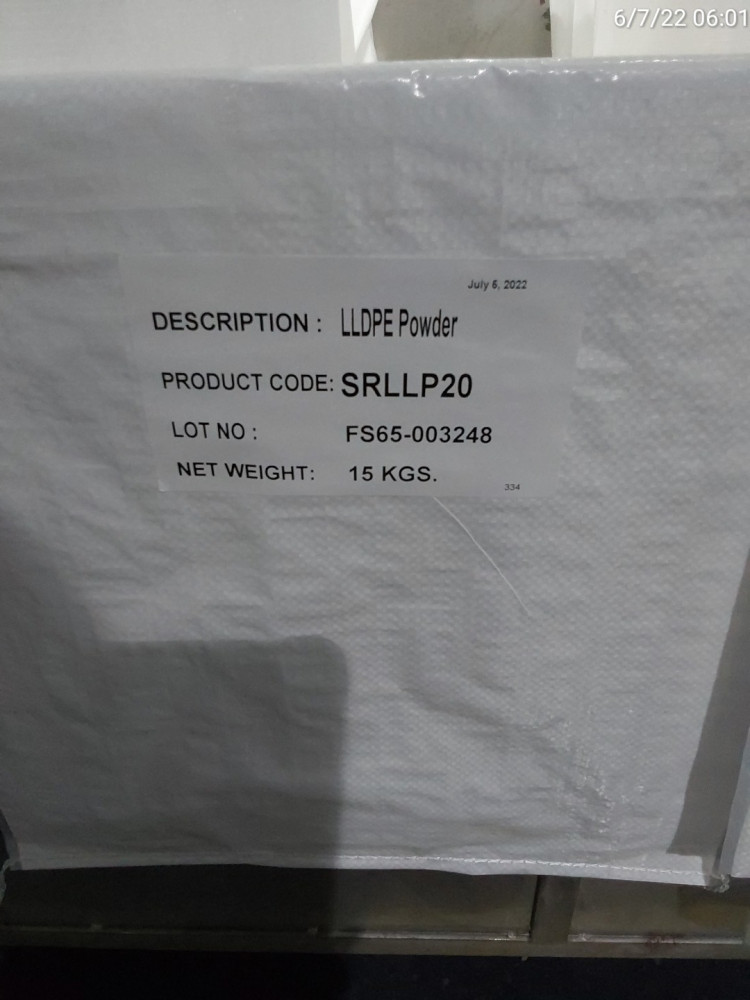 6/7/22 06:01
July 6, 2022
DESCRIPTION : LLDPE Powder
PRODUCT CODE: SRLLP20
LOT NO : FS65-003248
NET WEIGHT: 15 KGS.
334